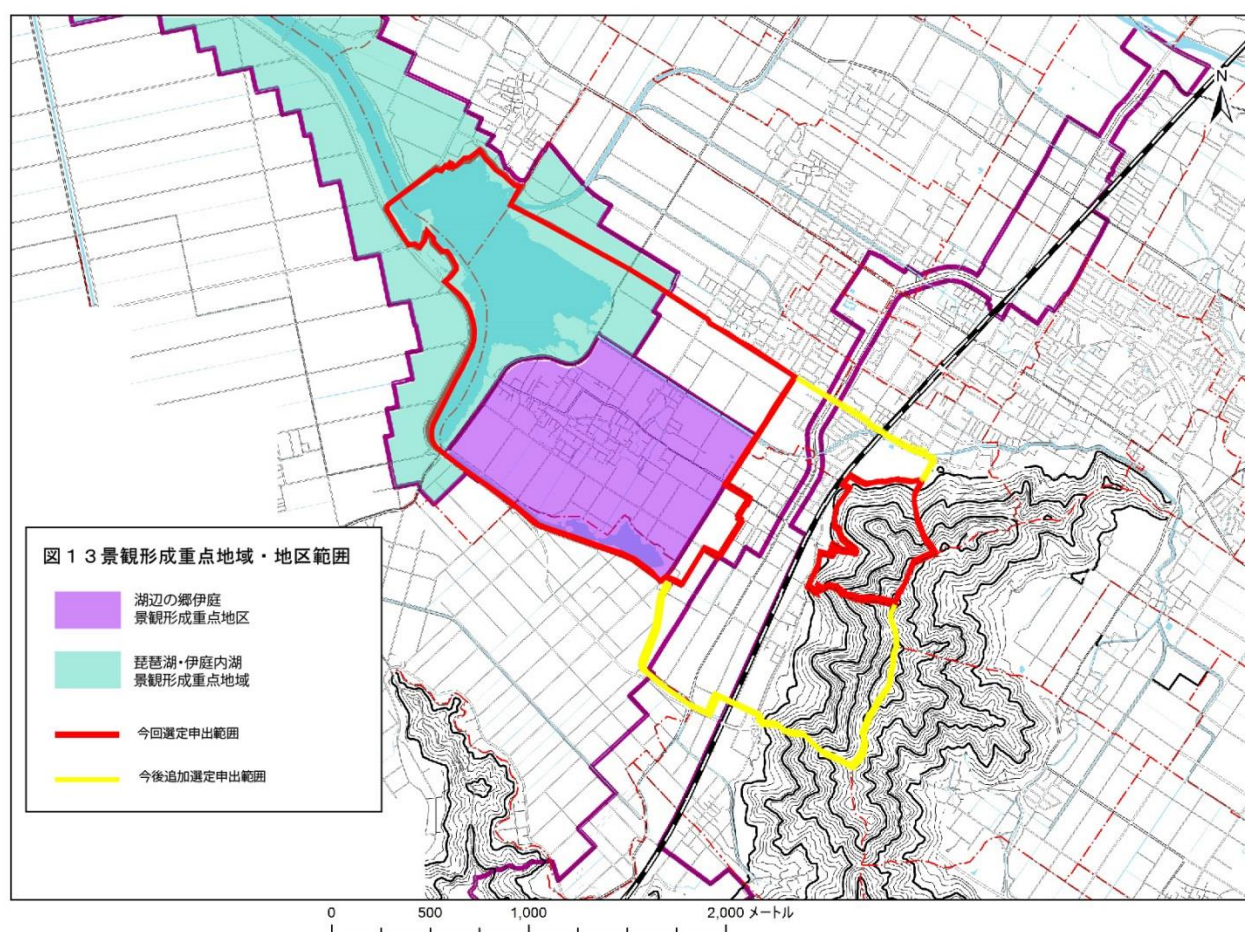 N
図13景観形成重点地域・地区範囲
湖辺の郷伊庭
景観形成重点地区
琵琶湖・伊庭内湖
景観形成重点地域
今回選定申出範囲
今後追加選定申出範囲
0 500 1,000 2,000 メートル